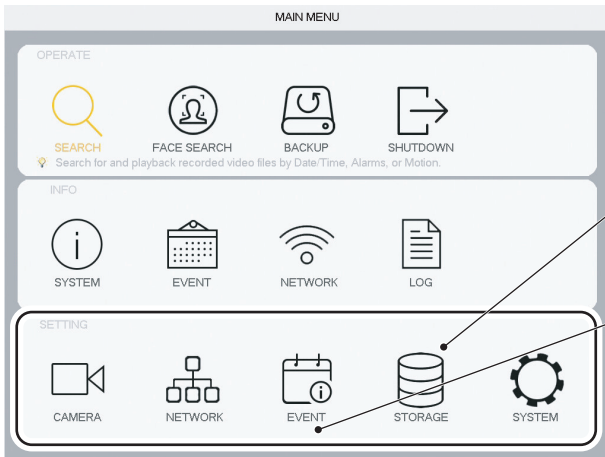 MAIN MENU
OPERATE
SEARCH FACE SEARCH BACKUP SHUTDOWN
Search for and playback recorded video files by Date/Time, Alarms, or Motion.
INFO
SYSTEM EVENT NETWORK LOG
SETTING
CAMERA NETWORK EVENT STORAGE SYSTEM